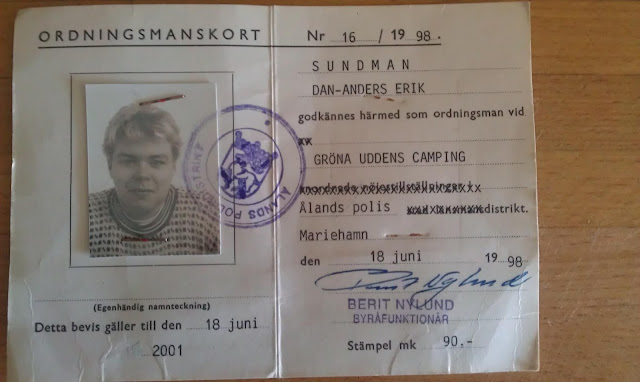 ORDNINGSMANSKORT
Nr 16 / 19 98.
SUNDMAN
DAN-ANDERS ERIK
godkännes härmed som ordningsman vid
GRÖNA UDDENS CAMPING
Ålands polis distrikt.
Mariehamn
den 18 juni 19 98
BERIT NYLUND
BYRÅFUNKTIONÄR
Stämpel mk 90,-
ÅLANDS POLISDISTRIKT
(Egenhändig namnteckning)
Detta bevis gäller till den 18 juni
2001